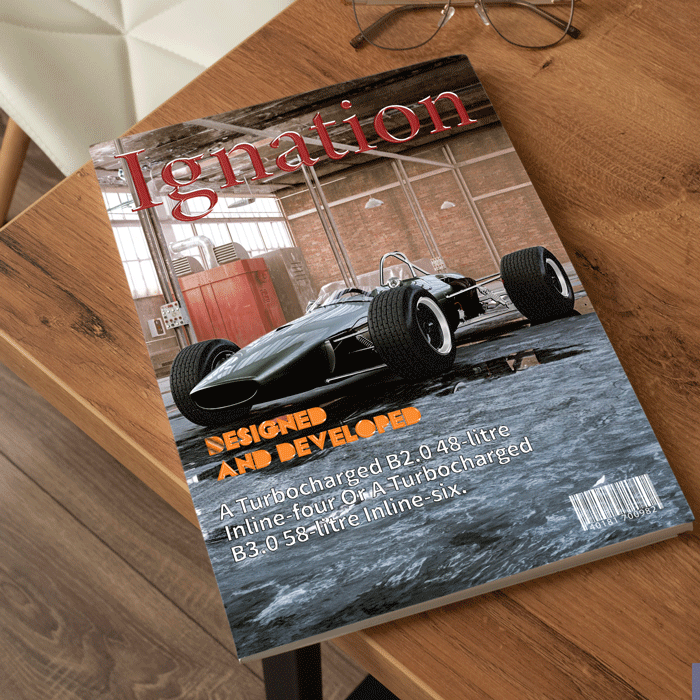 Ignation
DESIGNED
AND DEVELOPED
A Turbocharged B2.0 48-litre
Inline-four Or A Turbocharged
B3.0 58-litre Inline-six.